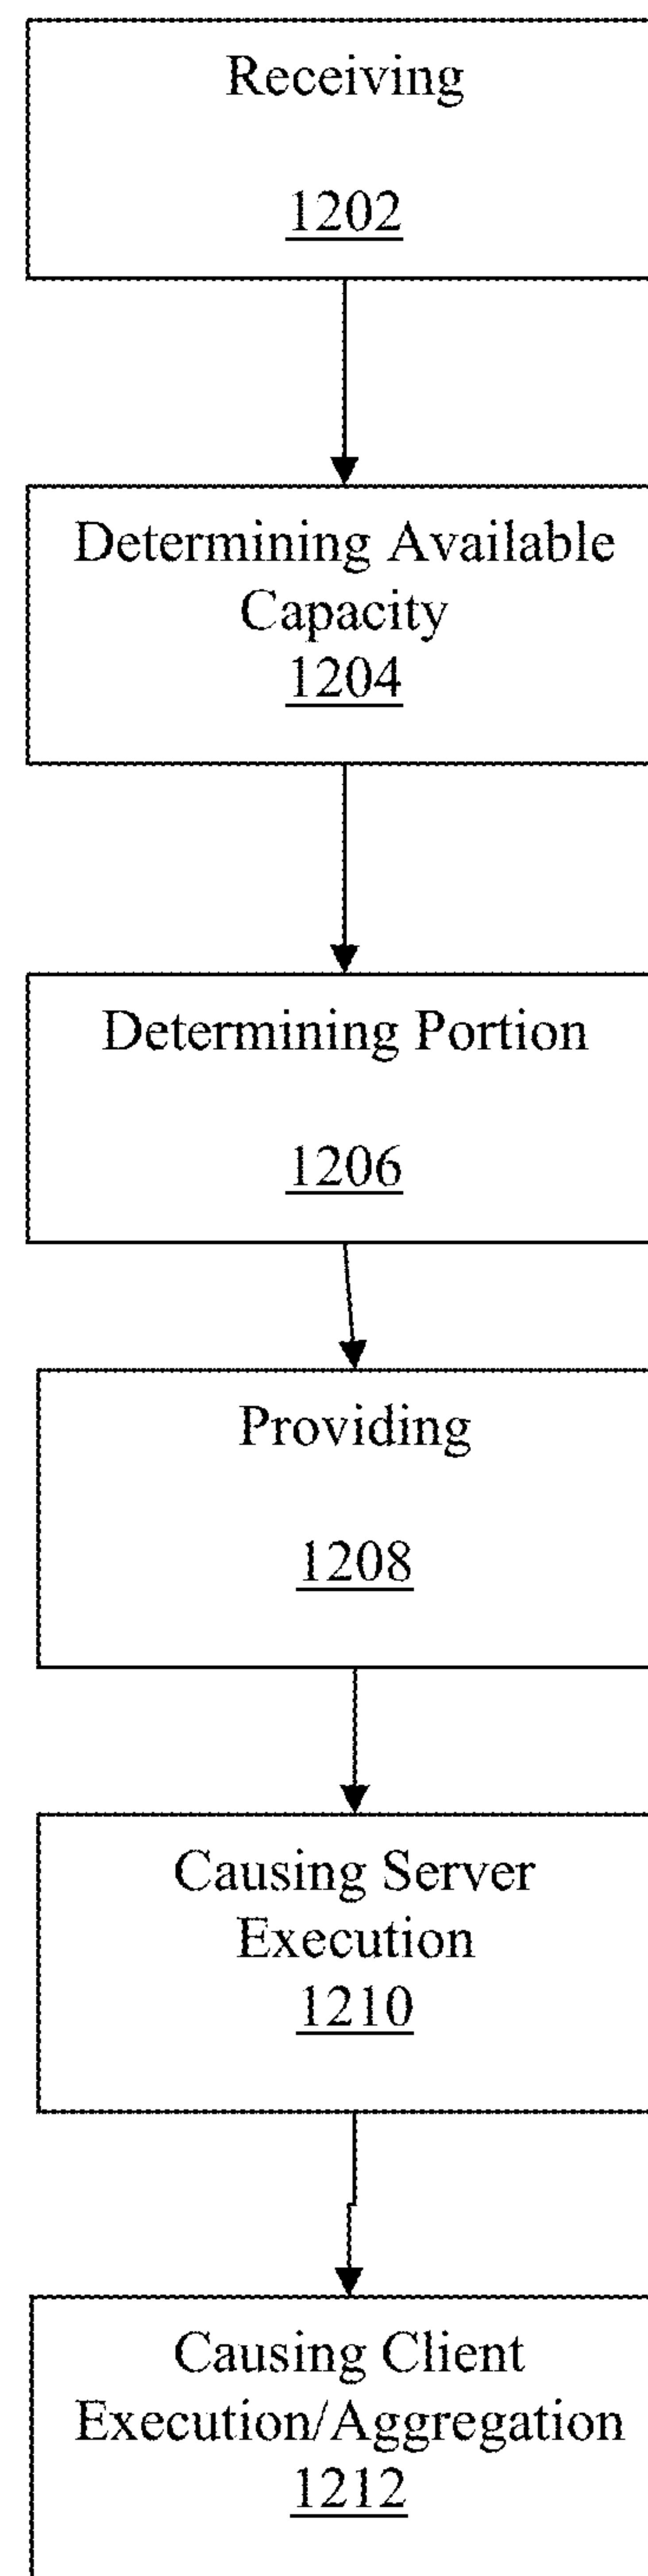 Receiving
1202
Determining Available
Capacity
1204
Determining Portion
1206
Providing
1208
Causing Server
Execution
1210
Causing Client
Execution/Aggregation
1212